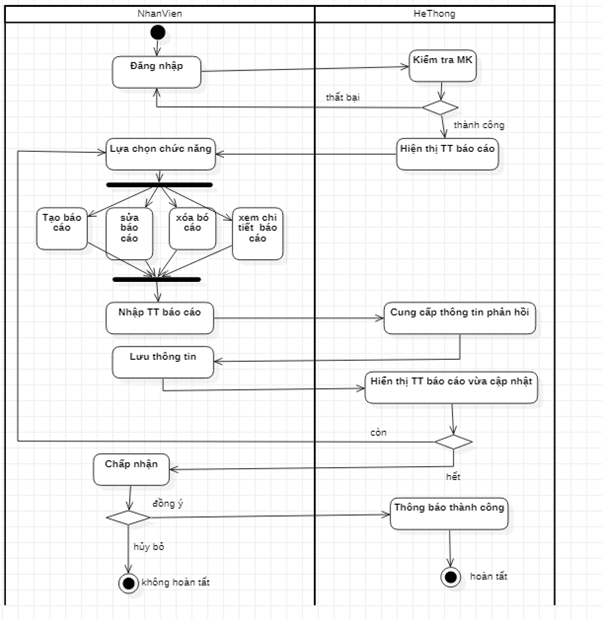 NhanVien
HeThong
Đăng nhập
Kiểm tra MK
thất bại
thành công
Lựa chọn chức năng
Hiện thị TT báo cáo
Tạo báo
cáo
sửa
báo
cáo
xóa bó
cáo
xem chi
tiết báo
cáo
Nhập TT báo cáo
Cung cấp thông tin phản hồi
Lưu thông tin
Hiển thị TT báo cáo vừa cập nhật
còn
Chấp nhận
hết
đồng ý
Thông báo thành công
hủy bỏ
không hoàn tất
hoàn tất